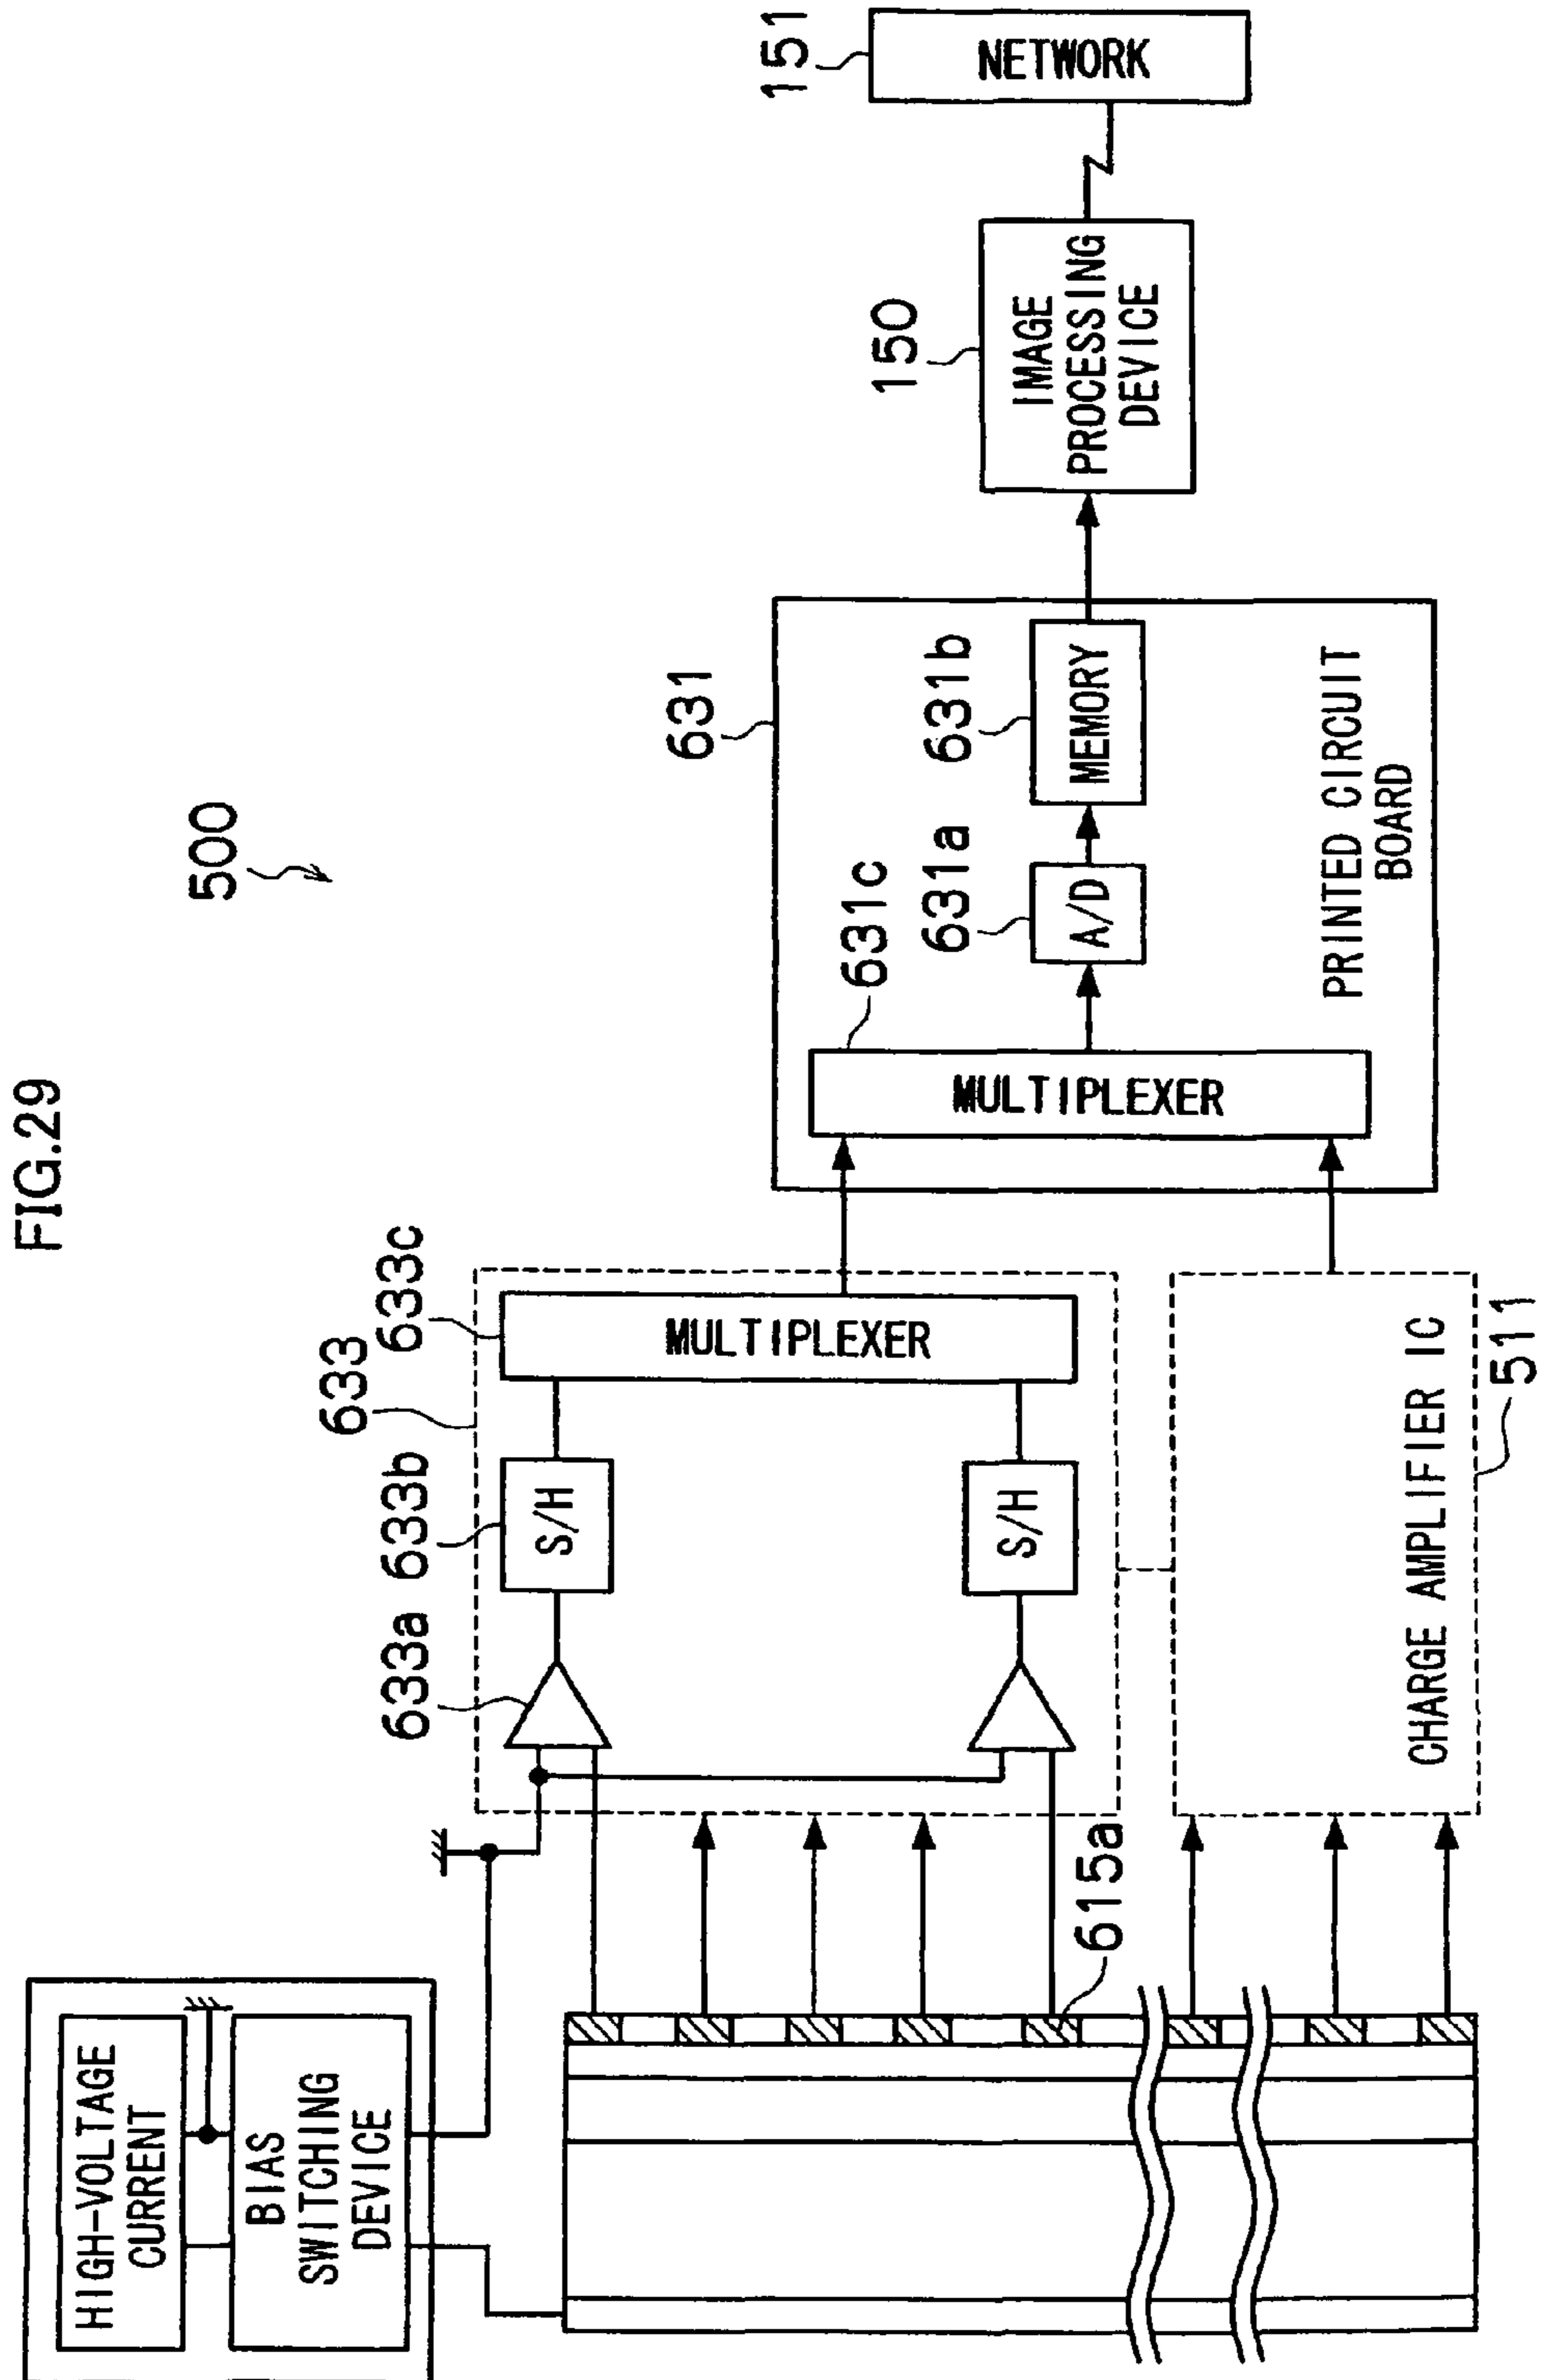 FIG.29
500
HIGH-VOLTAGE
CURRENT
BIAS
SWITCHING
DEVICE
615a
633a
633b
633
633c
S/H
S/H
MULTIPLEXER
CHARGE AMPLIFIER IC
511
631
631c
631a
631b
MULTIPLEXER
A/D
MEMORY
PRINTED CIRCUIT
BOARD
150
IMAGE
PROCESSING
DEVICE
151
NETWORK